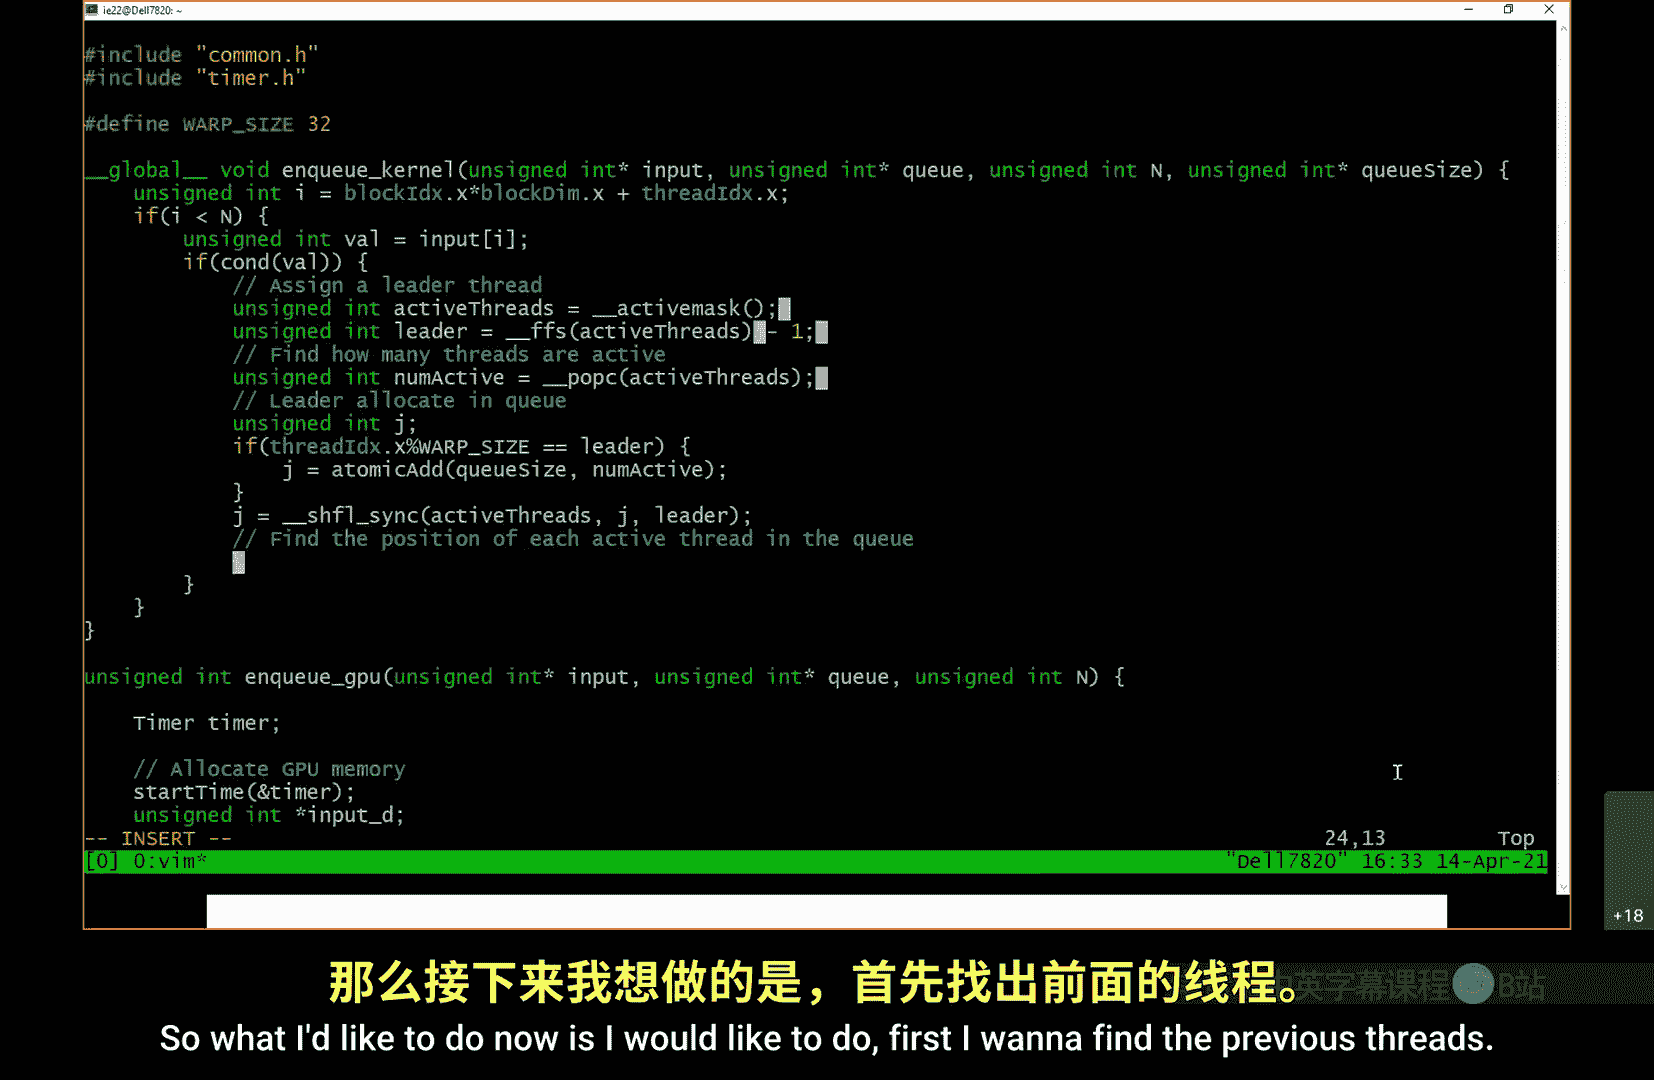 ie22@Dell7820: ~
#include "common.h"
#include "timer.h"
#define WARP_SIZE 32
__global__ void enqueue_kernel(unsigned int* input, unsigned int* queue, unsigned int N, unsigned int* queueSize) {
    unsigned int i = blockIdx.x*blockDim.x + threadIdx.x;
    if(i < N) {
        unsigned int val = input[i];
        if(cond(val)) {
            // Assign a leader thread
            unsigned int activeThreads = __activemask();
            unsigned int leader = __ffs(activeThreads) - 1;
            // Find how many threads are active
            unsigned int numActive = __popc(activeThreads);
            // Leader allocate in queue
            unsigned int j;
            if(threadIdx.x%WARP_SIZE == leader) {
                j = atomicAdd(queueSize, numActive);
            }
            j = __shfl_sync(activeThreads, j, leader);
            // Find the position of each active thread in the queue
        }
    }
}
unsigned int enqueue_gpu(unsigned int* input, unsigned int* queue, unsigned int N) {
    Timer timer;
    // Allocate GPU memory
    startTime(&timer);
    unsigned int *input_d;
-- INSERT -- 24,13 Top
[0] 0:vim* "Dell7820" 16:33 14-Apr-21
+18
那么接下来我想做的是，首先找出前面的线程。
英字幕课程 B站
So what I'd like to do now is I would like to do, first I wanna find the previous threads.